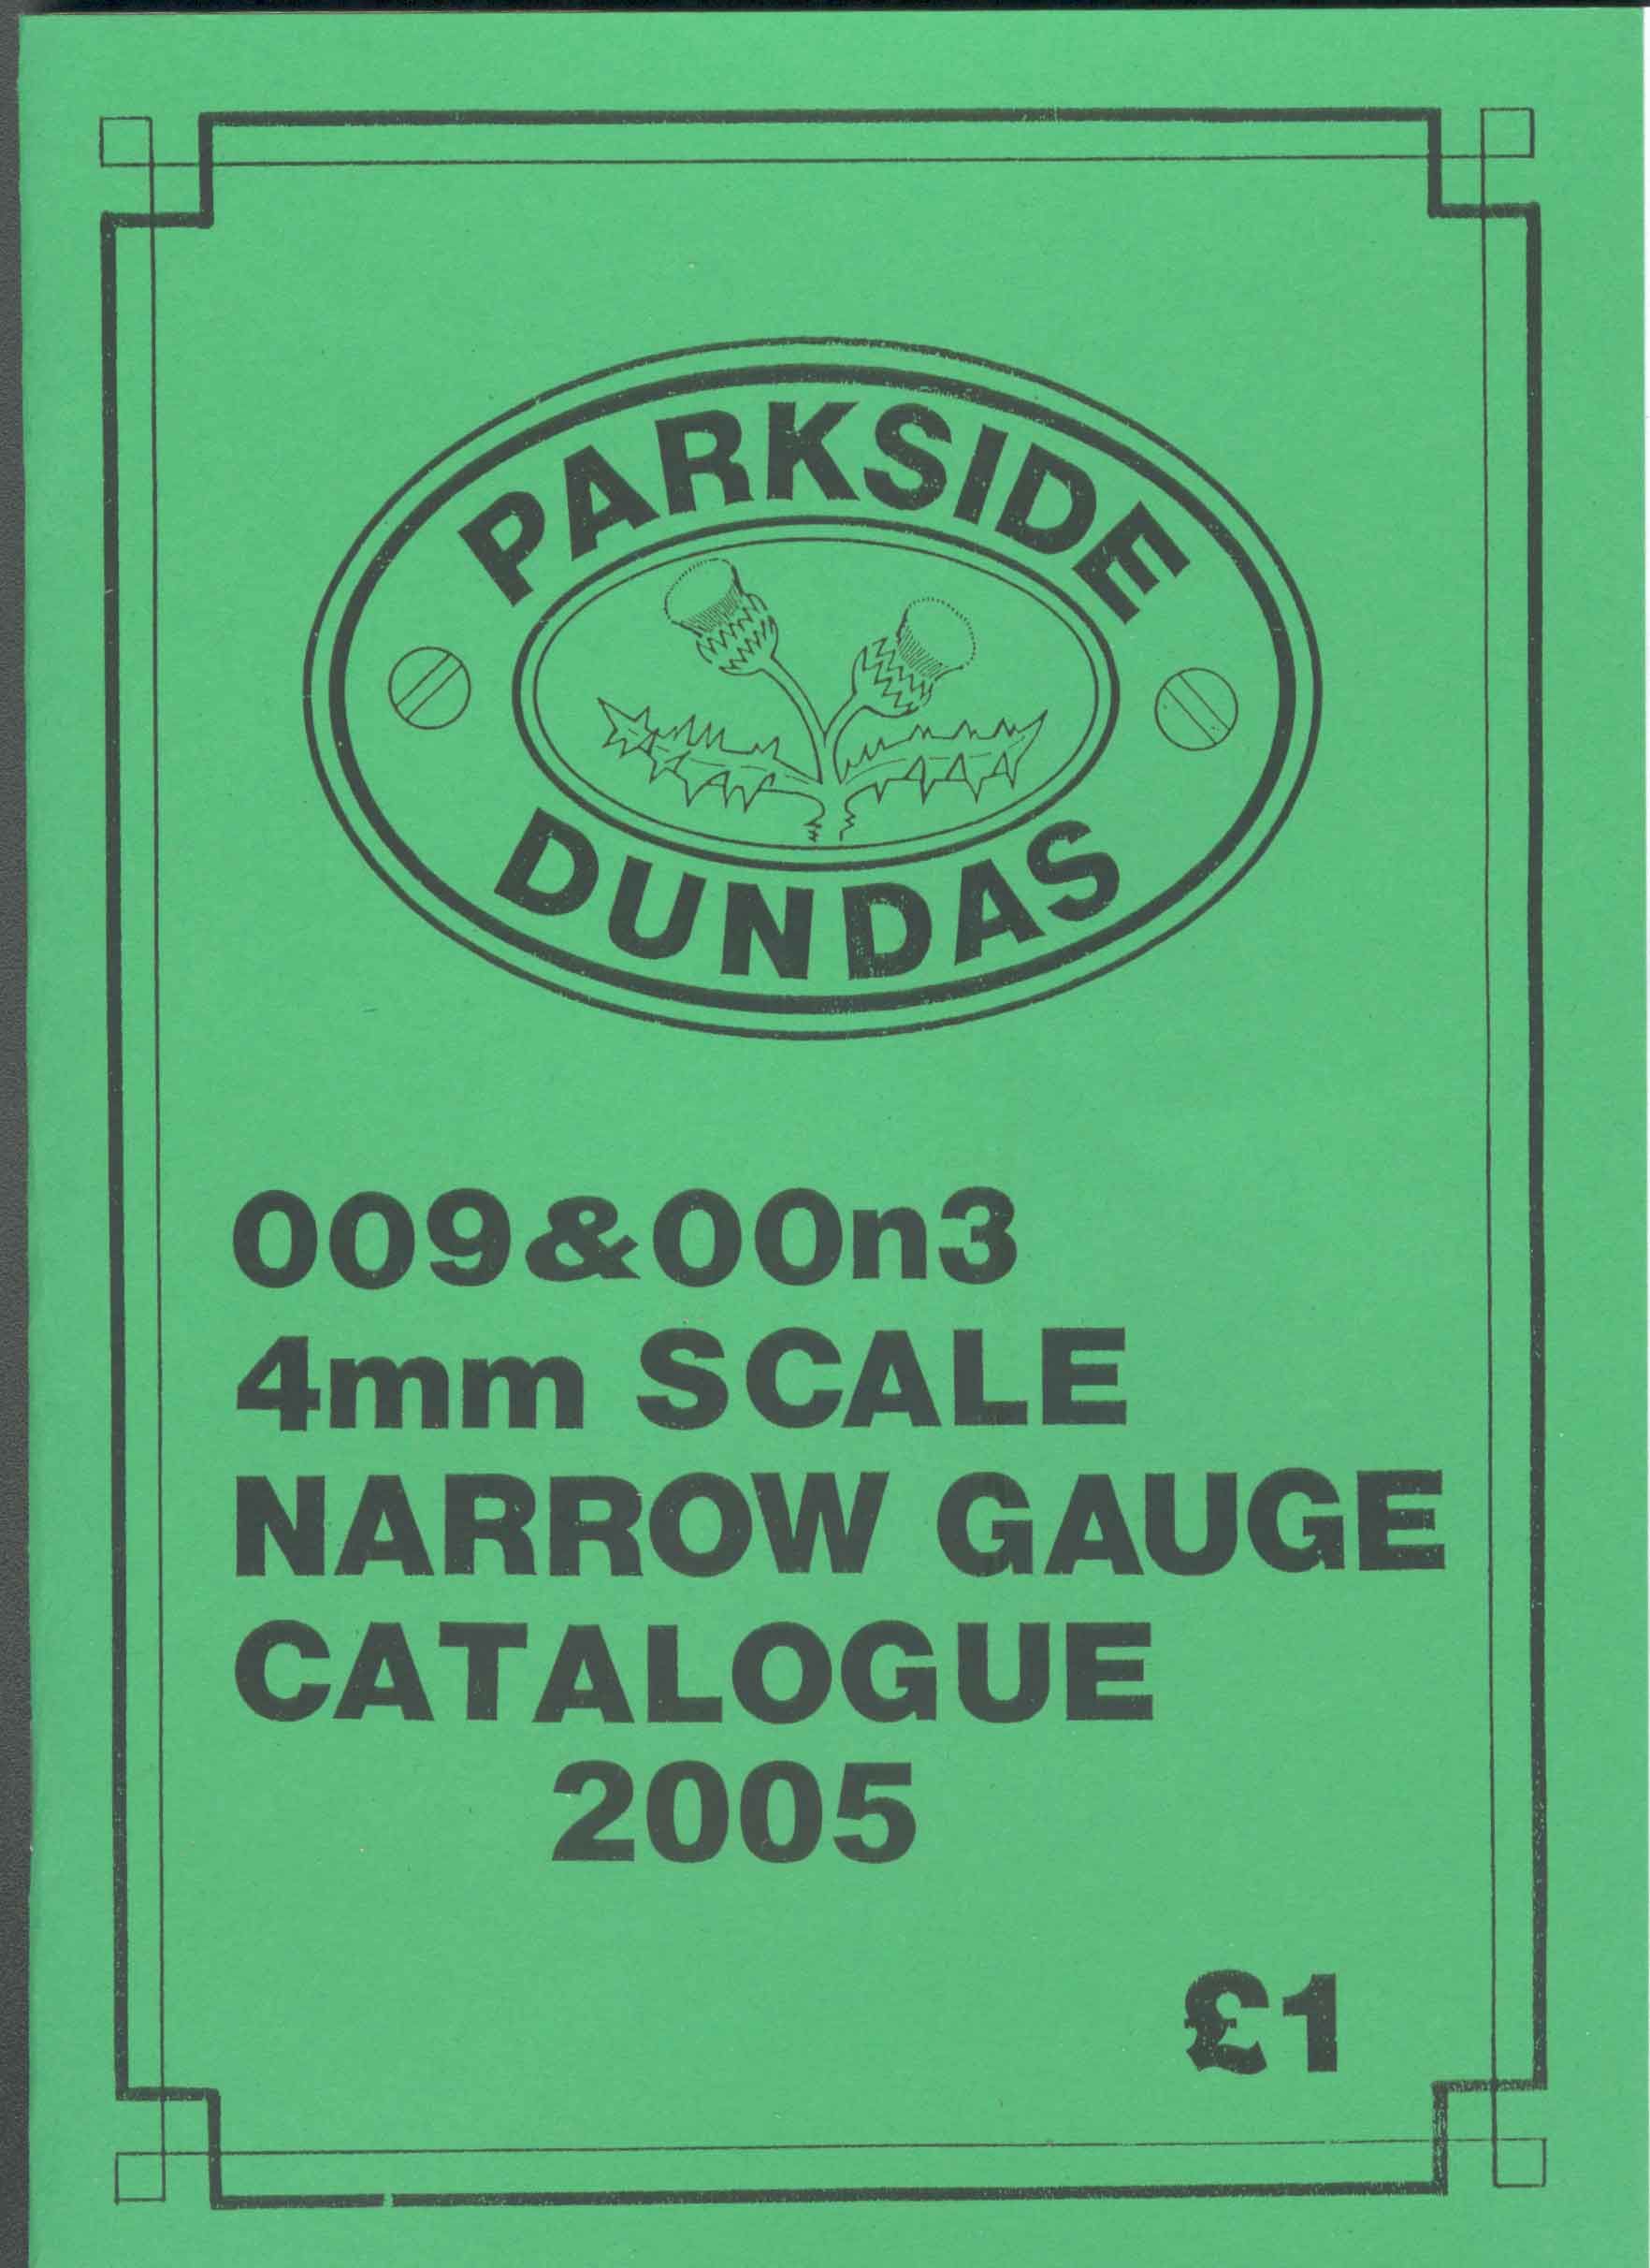 PARKSIDE
DUNDAS
009&00n3
4mm SCALE
NARROW GAUGE
CATALOGUE
2005
£1